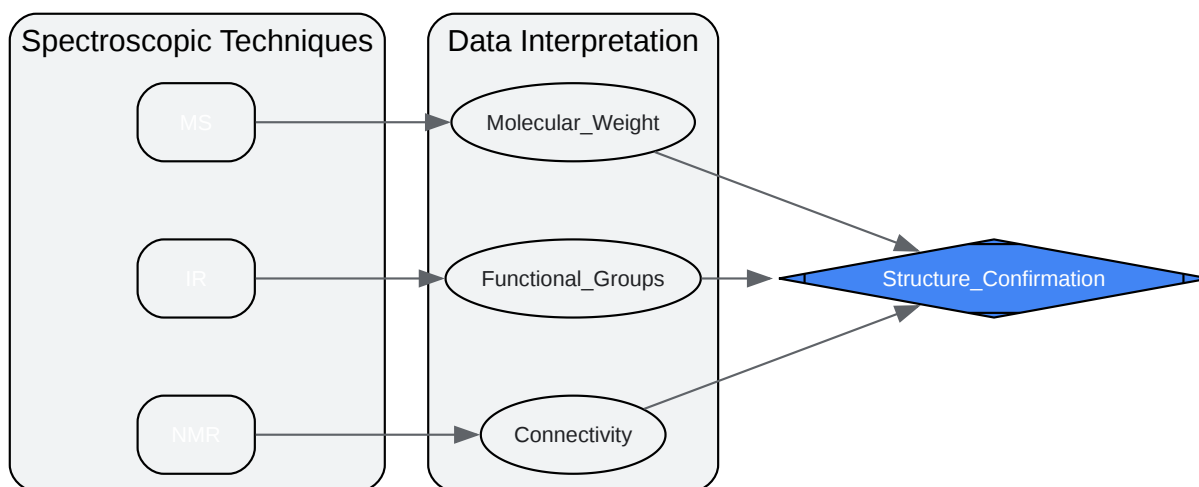 Spectroscopic Techniques
Data Interpretation
MS
Molecular_Weight
IR
Functional_Groups
Structure_Confirmation
NMR
Connectivity